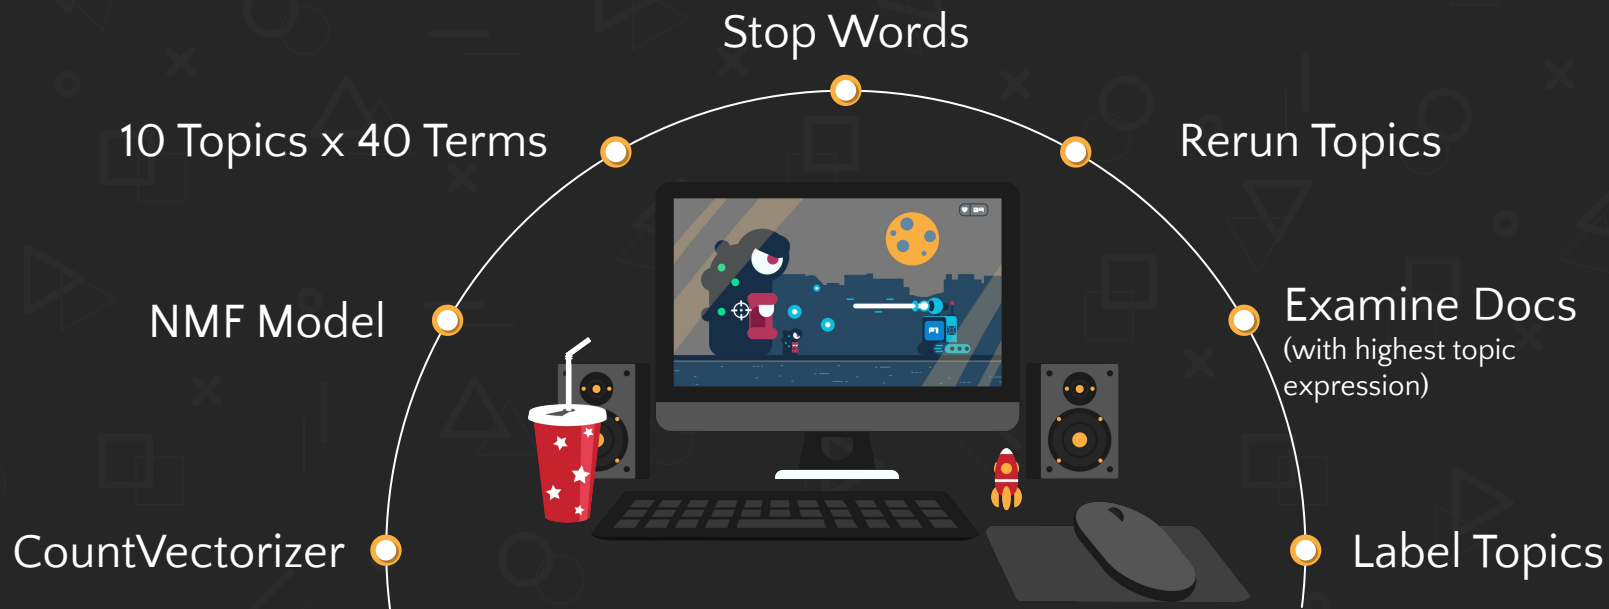 Stop Words
10 Topics x 40 Terms
Rerun Topics
NMF Model
Examine Docs
(with highest topic
expression)
CountVectorizer
Label Topics